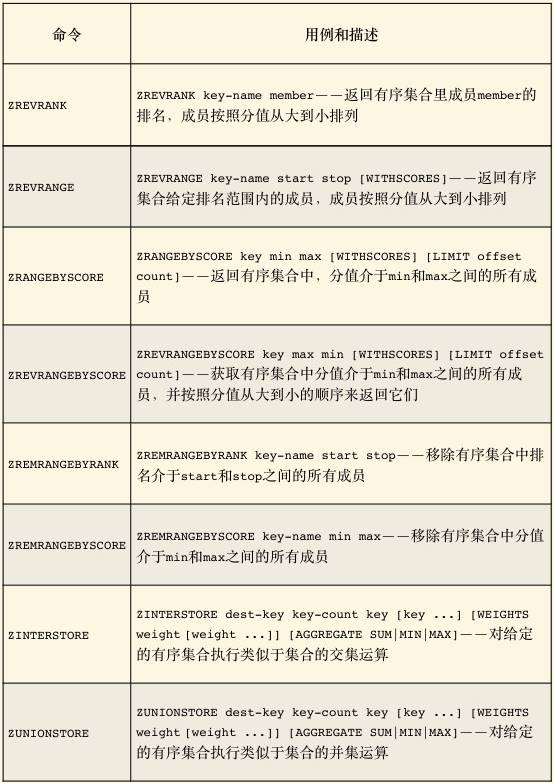 命令
用例和描述
ZREVRANK
ZREVRANK key-name member——返回有序集合里成员member的
排名，成员按照分值从大到小排列
ZREVRANGE
ZREVRANGE key-name start stop [WITHSCORES]——返回有序
集合给定排名范围内的成员，成员按照分值从大到小排列
ZRANGEBYSCORE
ZRANGEBYSCORE key min max [WITHSCORES] [LIMIT offset
count]——返回有序集合中，分值介于min和max之间的所有成
员
ZREVRANGEBYSCORE
ZREVRANGEBYSCORE key max min [WITHSCORES] [LIMIT offset
count]——获取有序集合中分值介于min和max之间的所有成
员，并按照分值从大到小的顺序来返回它们
ZREMRANGEBYRANK
ZREMRANGEBYRANK key-name start stop——移除有序集合中排
名介于start和stop之间的所有成员
ZREMRANGEBYSCORE
ZREMRANGEBYSCORE key-name min max——移除有序集合中分值
介于min和max之间的所有成员
ZINTERSTORE
ZINTERSTORE dest-key key-count key [key ...] [WEIGHTS
weight [weight ...]] [AGGREGATE SUM|MIN|MAX]——对给定
的有序集合执行类似于集合的交集运算
ZUNIONSTORE
ZUNIONSTORE dest-key key-count key [key ...] [WEIGHTS
weight [weight ...]] [AGGREGATE SUM|MIN|MAX]——对给定
的有序集合执行类似于集合的并集运算